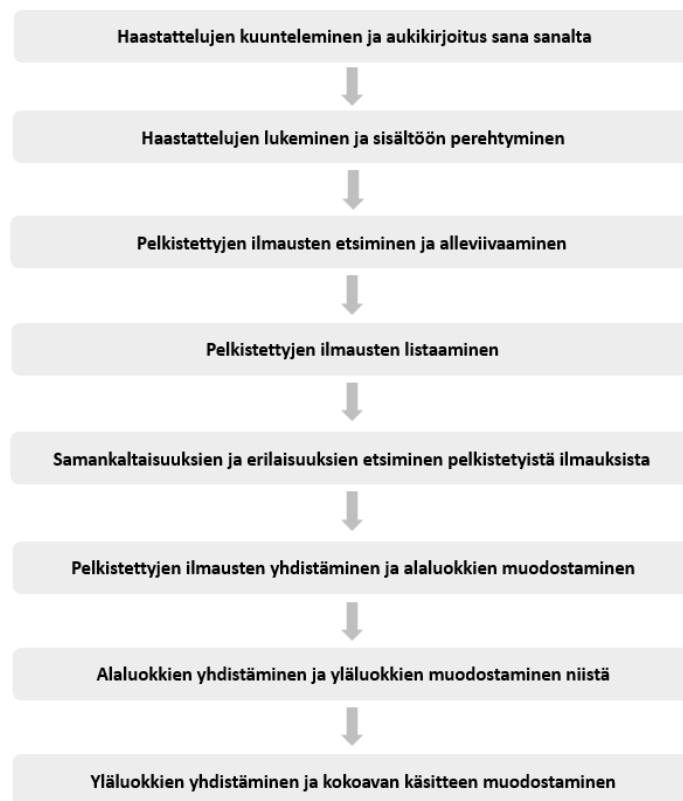 Haastattelujen kuunteleminen ja aukikirjoitus sana sanalta
Haastattelujen lukeminen ja sisältöön perehtyminen
Pelkistettyjen ilmausten etsiminen ja alleviivaaminen
Pelkistettyjen ilmausten listaaminen
Samankaltaisuuksien ja erilaisuuksien etsiminen pelkistetyistä ilmauksista
Pelkistettyjen ilmausten yhdistäminen ja alaluokkien muodostaminen
Alaluokkien yhdistäminen ja yläluokkien muodostaminen niistä
Yläluokkien yhdistäminen ja kokoavan käsitteen muodostaminen